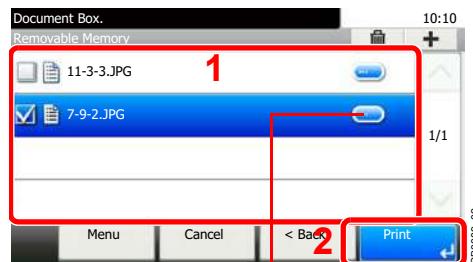 Document Box. 10:10
Removable Memory
1
11-3-3.JPG
7-9-2.JPG
1/1
Menu Cancel < Back 2 Print